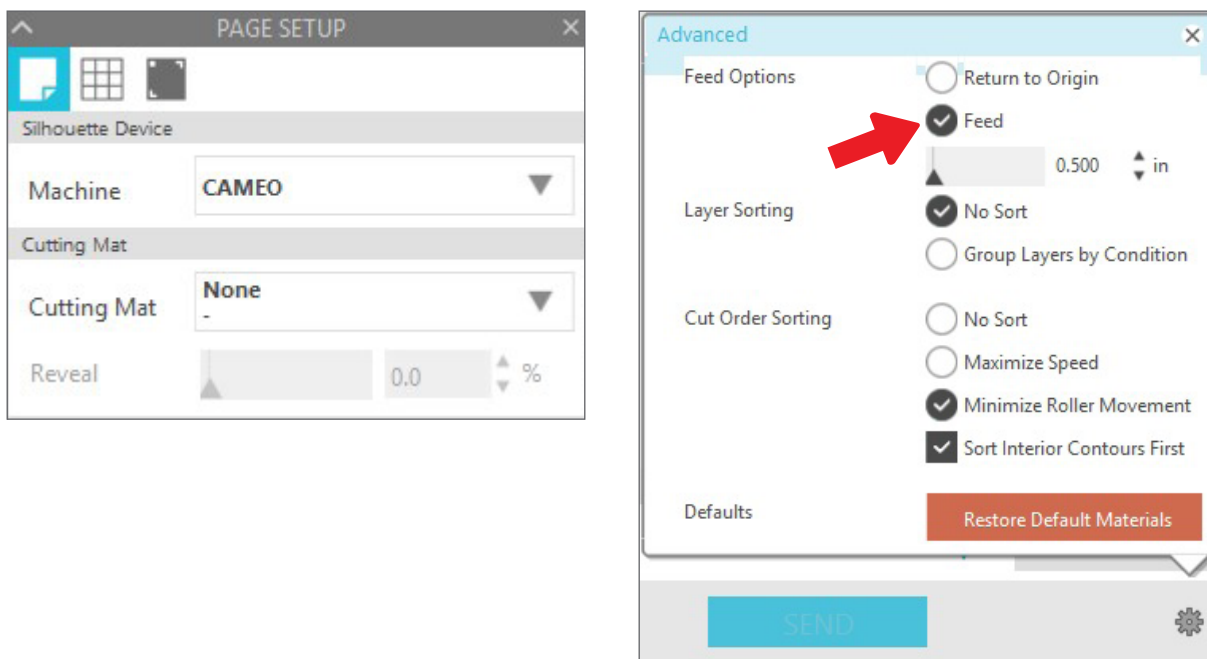 PAGE SETUP
Silhouette Device
Machine CAMEO
Cutting Mat
Cutting Mat None
-
Reveal 0.0 %
Advanced
Feed Options Return to Origin
Feed
0.500 in
Layer Sorting No Sort
Group Layers by Condition
Cut Order Sorting No Sort
Maximize Speed
Minimize Roller Movement
Sort Interior Contours First
Defaults Restore Default Materials
SEND